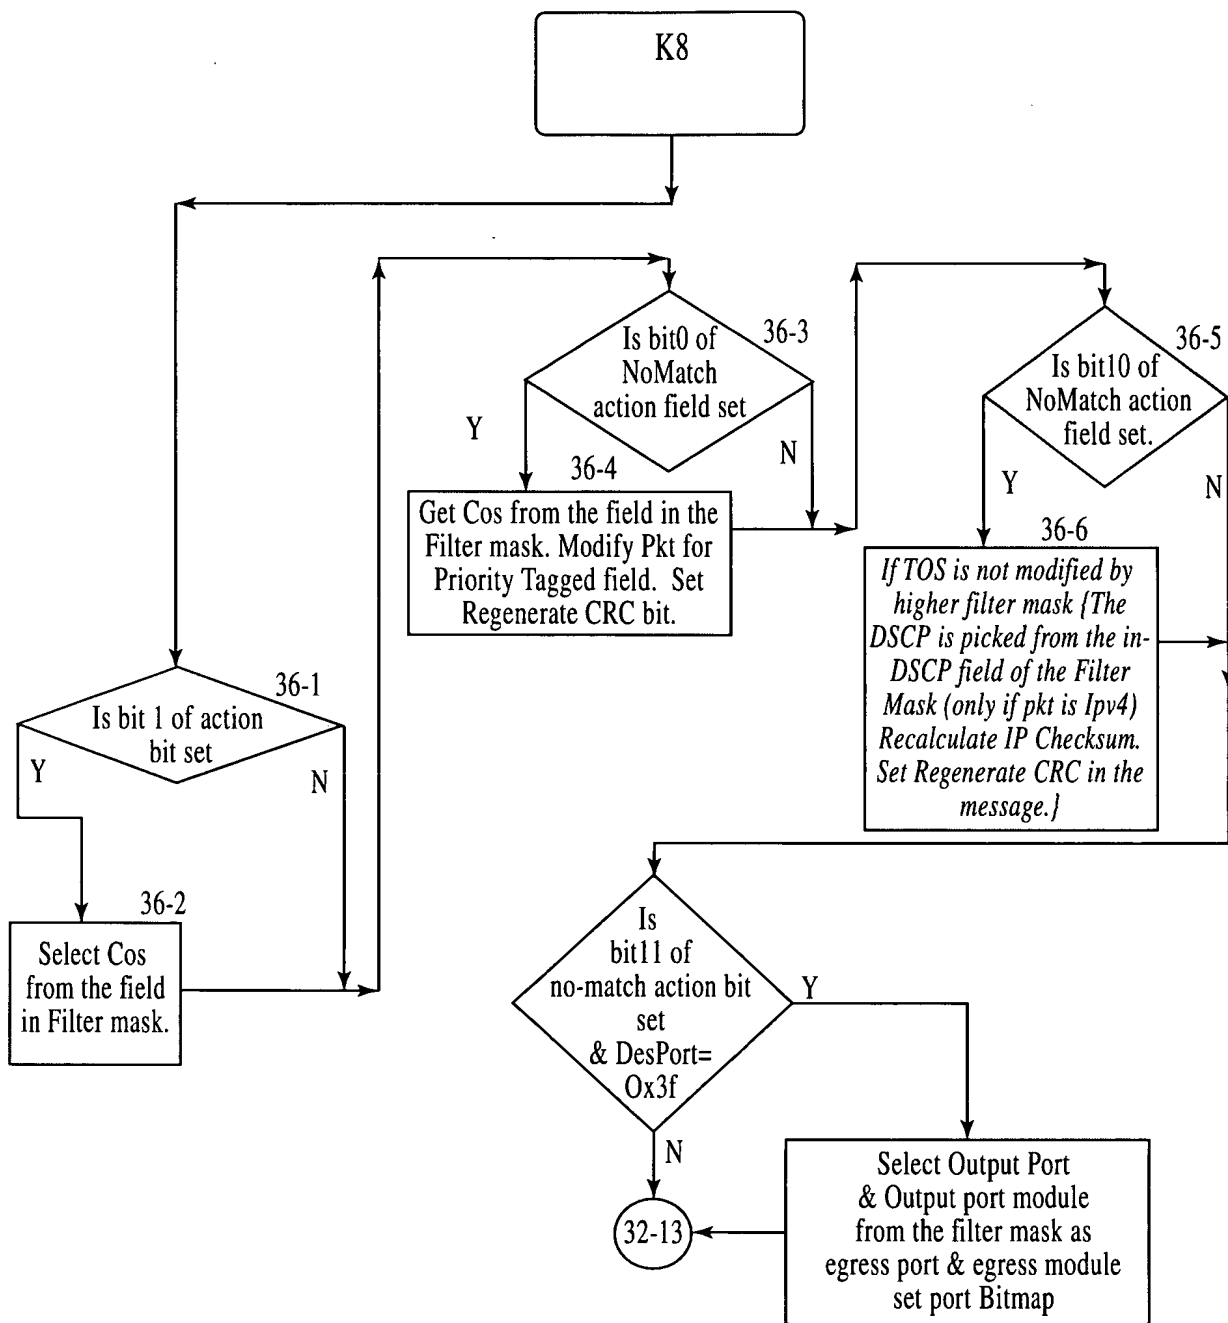 K8
36-1
Is bit 1 of action
bit set
Y
N
36-2
Select Cos
from the field
in Filter mask.
36-3
Is bit0 of
NoMatch
action field set
Y
N
36-4
Get Cos from the field in the
Filter mask. Modify Pkt for
Priority Tagged field. Set
Regenerate CRC bit.
36-5
Is bit10 of
NoMatch action
field set.
Y
N
36-6
If TOS is not modified by
higher filter mask {The
DSCP is picked from the in-
DSCP field of the Filter
Mask (only if pkt is Ipv4)
Recalculate IP Checksum.
Set Regenerate CRC in the
message.}
Is
bit11 of
no-match action bit
set
& DesPort=
Ox3f
Y
N
Select Output Port
& Output port module
from the filter mask as
egress port & egress module
set port Bitmap
32-13